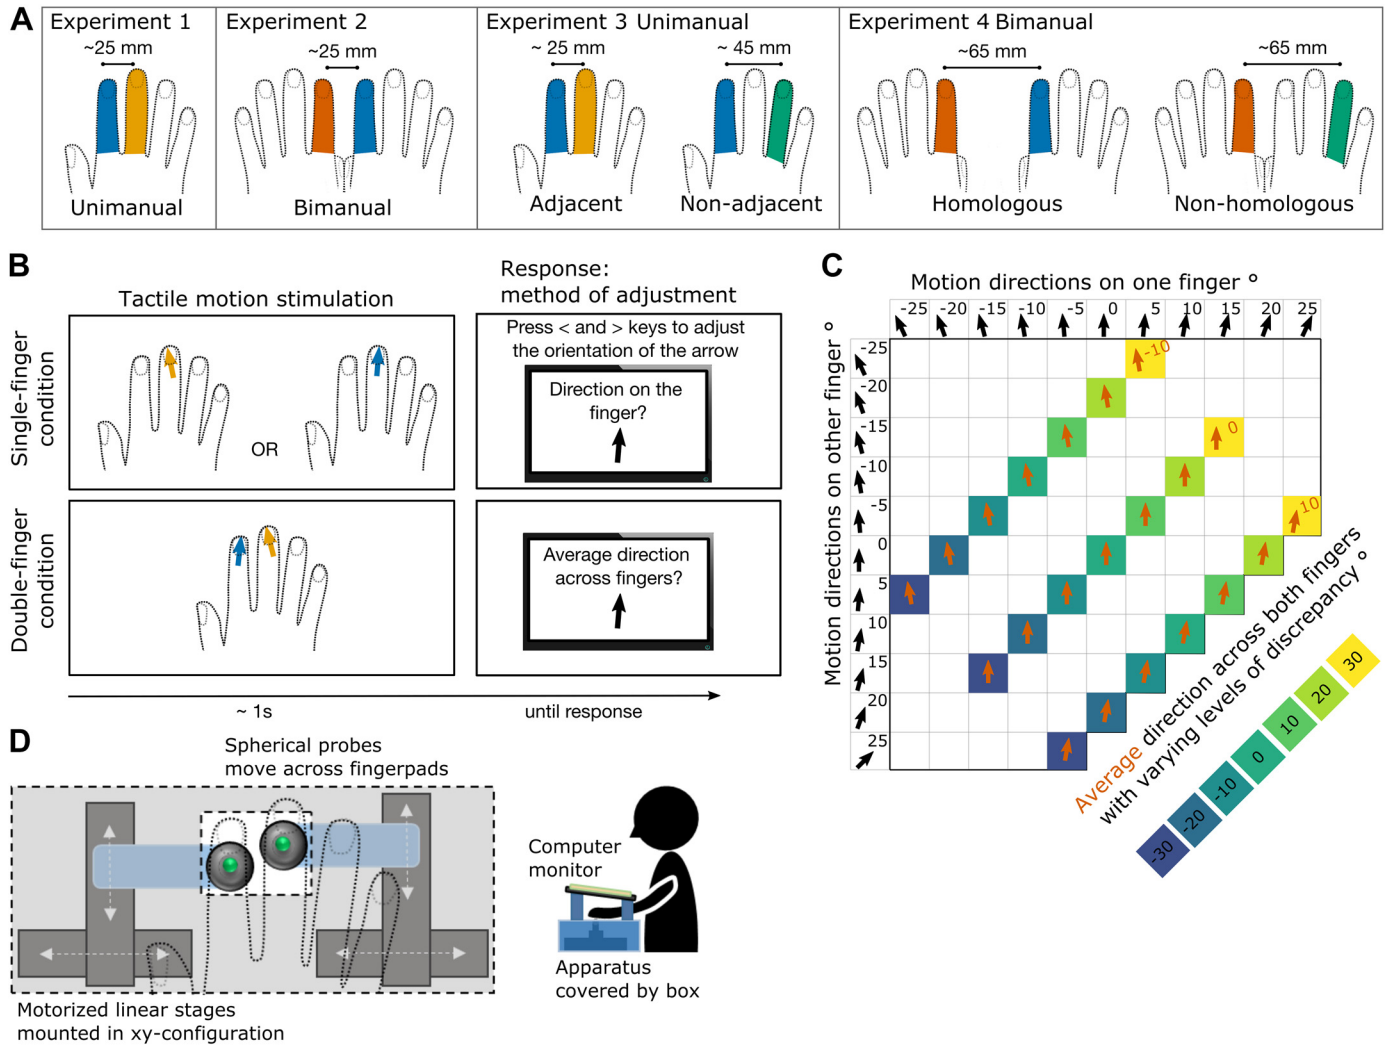 A
Experiment 1
~25 mm
Unimanual
Experiment 2
~25 mm
Bimanual
Experiment 3 Unimanual
~ 25 mm
~ 45 mm
Adjacent
Non-adjacent
Experiment 4 Bimanual
~65 mm
~65 mm
Homologous
Non-homologous
B
Tactile motion stimulation
Response:
method of adjustment
Single-finger
condition
OR
Press < and > keys to adjust
the orientation of the arrow
Direction on the
finger?
Double-finger
condition
Average direction
across fingers?
~ 1s
until response
C
Motion directions on one finger °
-25 -20 -15 -10 -5 0 5 10 15 20 25
Motion directions on other finger °
-25
-20
-15
-10
-5
0
5
10
15
20
25
-10
0
10
Average direction across both fingers
with varying levels of discrepancy °
-30
-20
-10
0
10
20
30
D
Spherical probes
move across fingerpads
Motorized linear stages
mounted in xy-configuration
Computer
monitor
Apparatus
covered by box